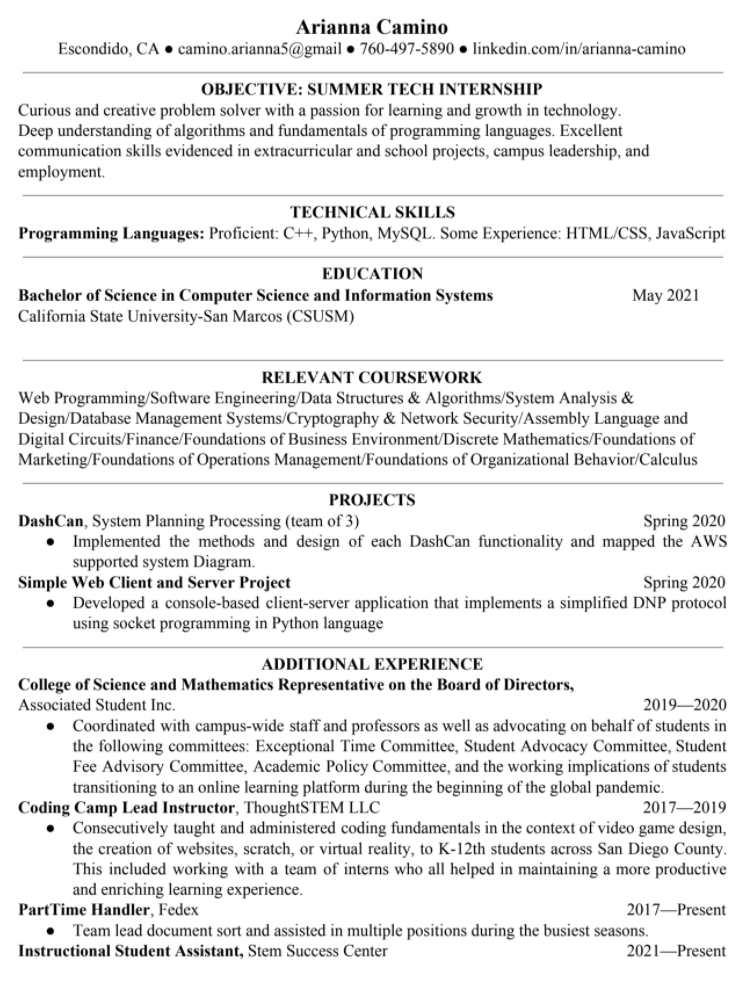 Arianna Camino
Escondido, CA ● camino.arianna5@gmail ● 760-497-5890 ● linkedin.com/in/arianna-camino
OBJECTIVE: SUMMER TECH INTERNSHIP
Curious and creative problem solver with a passion for learning and growth in technology.
Deep understanding of algorithms and fundamentals of programming languages. Excellent
communication skills evidenced in extracurricular and school projects, campus leadership, and
employment.
TECHNICAL SKILLS
Programming Languages: Proficient: C++, Python, MySQL. Some Experience: HTML/CSS, JavaScript
EDUCATION
Bachelor of Science in Computer Science and Information Systems May 2021
California State University-San Marcos (CSUSM)
RELEVANT COURSEWORK
Web Programming/Software Engineering/Data Structures & Algorithms/System Analysis &
Design/Database Management Systems/Cryptography & Network Security/Assembly Language and
Digital Circuits/Finance/Foundations of Business Environment/Discrete Mathematics/Foundations of
Marketing/Foundations of Operations Management/Foundations of Organizational Behavior/Calculus
PROJECTS
DashCan, System Planning Processing (team of 3) Spring 2020
● Implemented the methods and design of each DashCan functionality and mapped the AWS
supported system Diagram.
Simple Web Client and Server Project Spring 2020
● Developed a console-based client-server application that implements a simplified DNP protocol
using socket programming in Python language
ADDITIONAL EXPERIENCE
College of Science and Mathematics Representative on the Board of Directors,
Associated Student Inc. 2019—2020
● Coordinated with campus-wide staff and professors as well as advocating on behalf of students in
the following committees: Exceptional Time Committee, Student Advocacy Committee, Student
Fee Advisory Committee, Academic Policy Committee, and the working implications of students
transitioning to an online learning platform during the beginning of the global pandemic.
Coding Camp Lead Instructor, ThoughtSTEM LLC 2017—2019
● Consecutively taught and administered coding fundamentals in the context of video game design,
the creation of websites, scratch, or virtual reality, to K-12th students across San Diego County.
This included working with a team of interns who all helped in maintaining a more productive
and enriching learning experience.
PartTime Handler, Fedex 2017—Present
● Team lead document sort and assisted in multiple positions during the busiest seasons.
Instructional Student Assistant, Stem Success Center 2021—Present